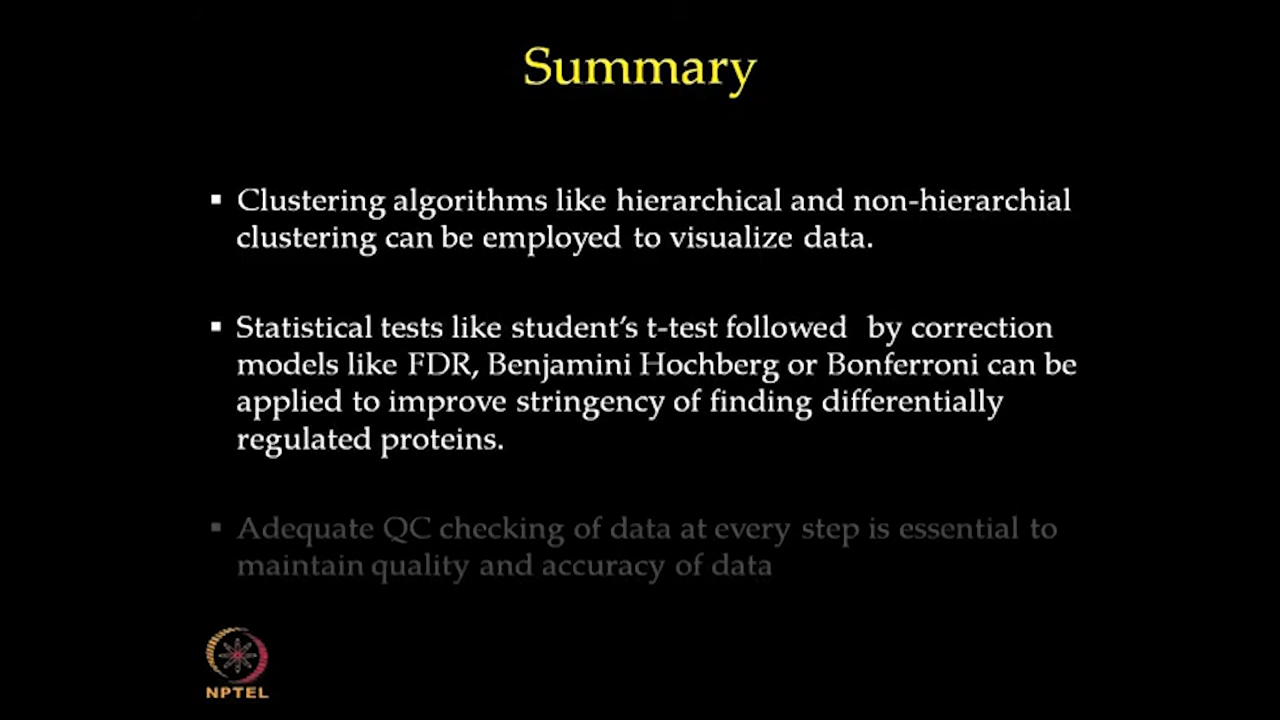 Summary
▪ Clustering algorithms like hierarchical and non-hierarchial
clustering can be employed to visualize data.
▪ Statistical tests like student’s t-test followed by correction
models like FDR, Benjamini Hochberg or Bonferroni can be
applied to improve stringency of finding differentially
regulated proteins.
▪ Adequate QC checking of data at every step is essential to
maintain quality and accuracy of data
NPTEL